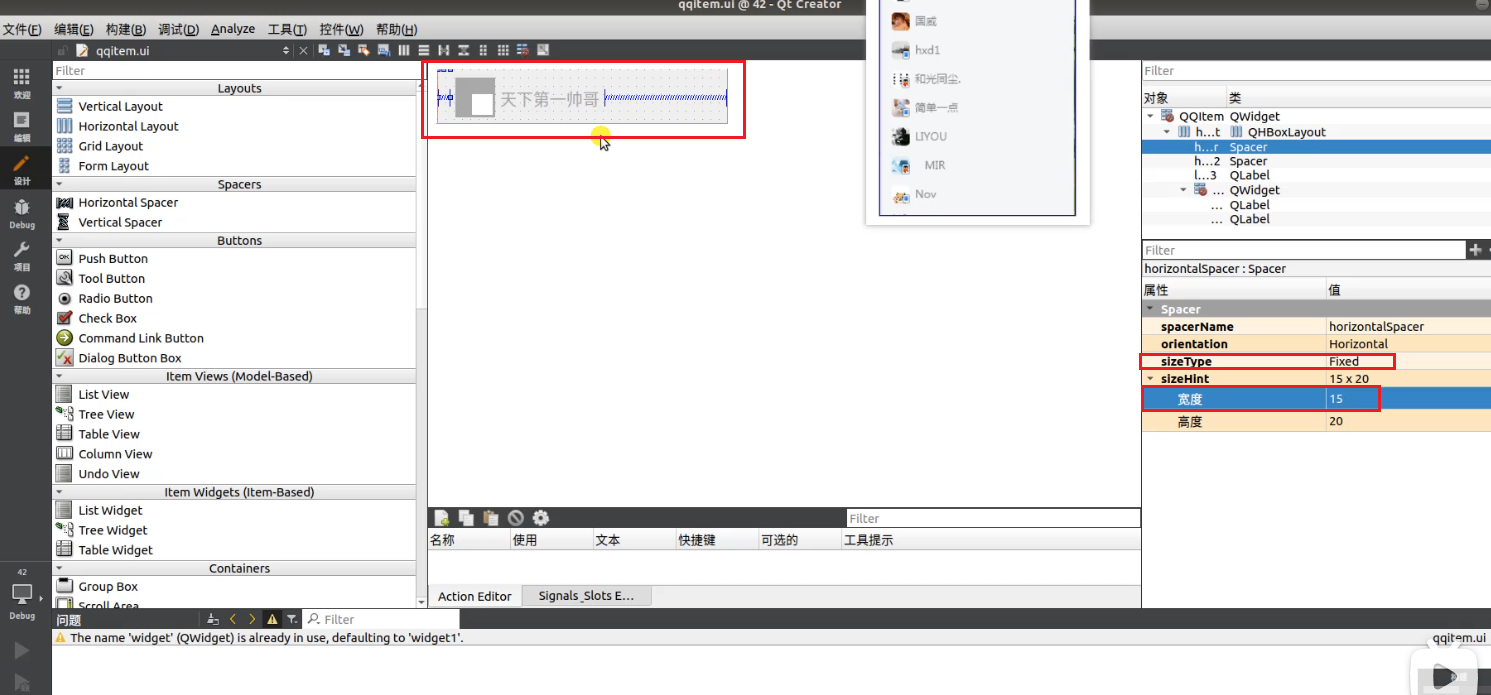 qqitem.ui @ 42 - Qt Creator
文件(F) 编辑(E) 构建(B) 调试(D) Analyze 工具(T) 控件(W) 帮助(H)
qqitem.ui
欢迎
编辑
设计
Debug
项目
帮助
42
Debug
Filter
Layouts
Vertical Layout
Horizontal Layout
Grid Layout
Form Layout
Spacers
Horizontal Spacer
Vertical Spacer
Buttons
OK Push Button
Tool Button
Radio Button
Check Box
Command Link Button
Dialog Button Box
Item Views (Model-Based)
List View
Tree View
Table View
Column View
Undo View
Item Widgets (Item-Based)
List Widget
Tree Widget
Table Widget
Containers
Group Box
Scroll Area
天下第一帅哥
国威
hxd1
和光同尘.
简单一点
LIYOU
MIR
Nov
Filter
名称 使用 文本 快捷键 可选的 工具提示
Action Editor Signals_Slots E...
Filter
对象 类
QQItem QWidget
h...t QHBoxLayout
h...r Spacer
h...2 Spacer
l...3 QLabel
... QWidget
... QLabel
... QLabel
Filter
horizontalSpacer : Spacer
属性 值
Spacer
spacerName horizontalSpacer
orientation Horizontal
sizeType Fixed
sizeHint 15 x 20
宽度 15
高度 20
问题 Filter
The name 'widget' (QWidget) is already in use, defaulting to 'widget1'.
qqitem.ui